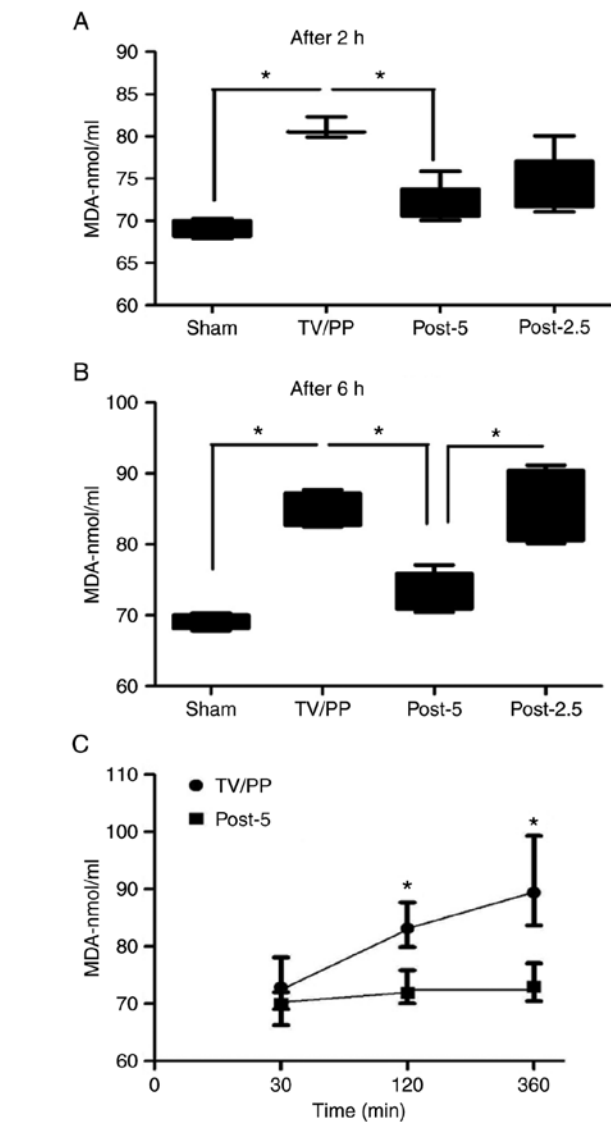 A
After 2 h
MDA-nmol/ml
90
85
80
75
70
65
60
* *
Sham TV/PP Post-5 Post-2.5
B
After 6 h
MDA-nmol/ml
100
90
80
70
60
* * *
Sham TV/PP Post-5 Post-2.5
C
MDA-nmol/ml
110
100
90
80
70
60
TV/PP
Post-5
* *
0 30 120 360
Time (min)